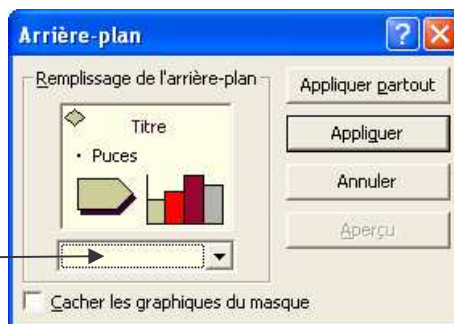 Arrière-plan
Remplissage de l'arrière-plan
Titre
• Puces
Appliquer partout
Appliquer
Annuler
Aperçu
Cacher les graphiques du masque